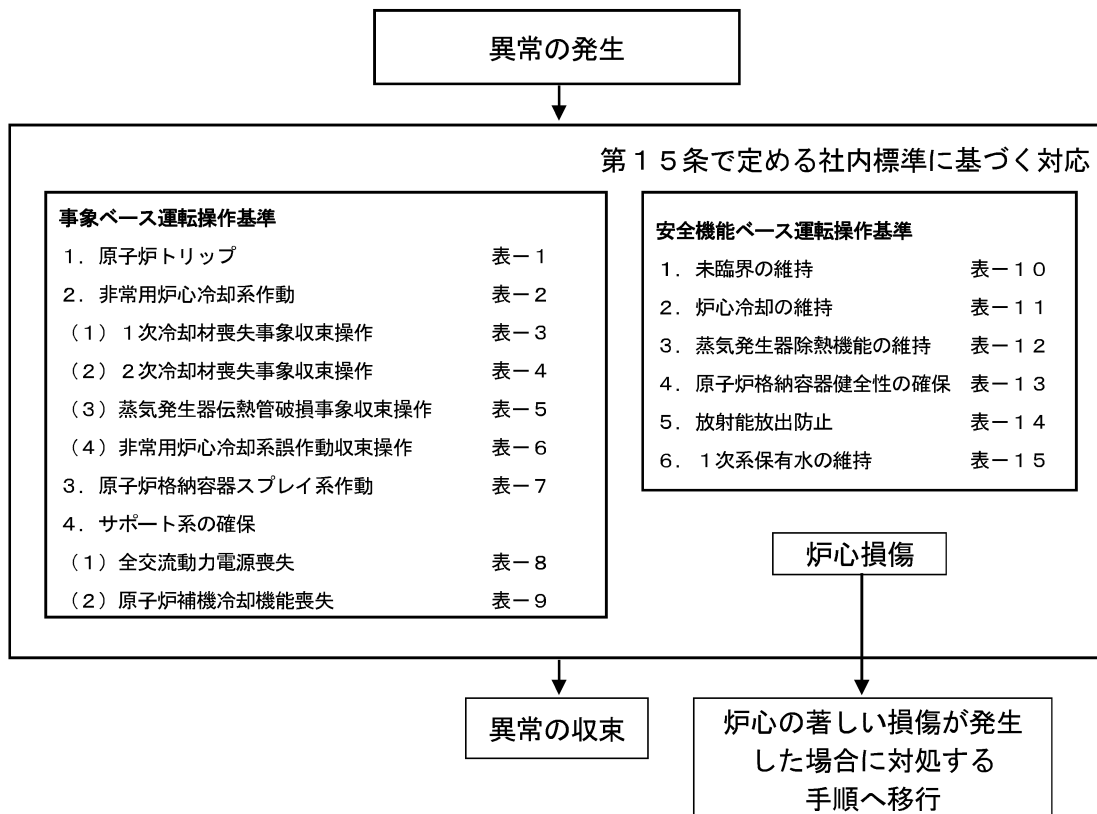 異常の発生
第１５条で定める社内標準に基づく対応
事象ベース運転操作基準
１．原子炉トリップ 表－１
２．非常用炉心冷却系作動 表－２
（１）１次冷却材喪失事象収束操作 表－３
（２）２次冷却材喪失事象収束操作 表－４
（３）蒸気発生器伝熱管破損事象収束操作 表－５
（４）非常用炉心冷却系誤作動収束操作 表－６
３．原子炉格納容器スプレイ系作動 表－７
４．サポート系の確保
（１）全交流動力電源喪失 表－８
（２）原子炉補機冷却機能喪失 表－９
安全機能ベース運転操作基準
１．未臨界の維持 表－１０
２．炉心冷却の維持 表－１１
３．蒸気発生器除熱機能の維持 表－１２
４．原子炉格納容器健全性の確保 表－１３
５．放射能放出防止 表－１４
６．１次系保有水の維持 表－１５
炉心損傷
異常の収束
炉心の著しい損傷が発生
した場合に対処する
手順へ移行